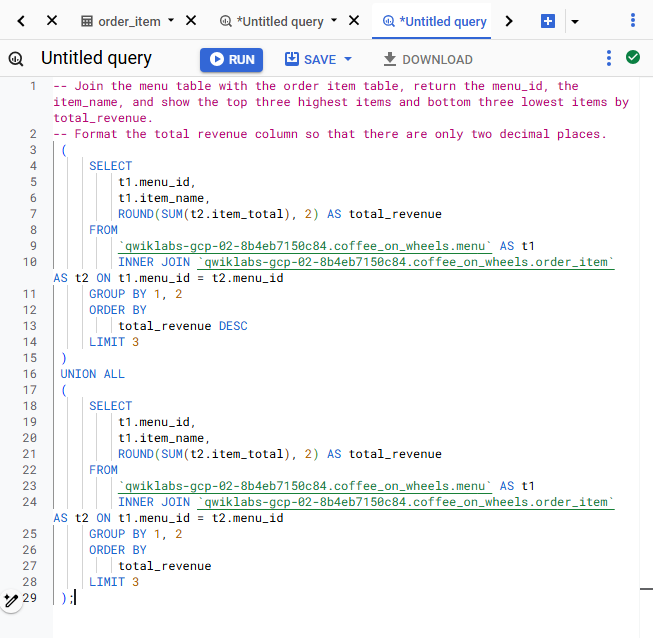 order_item *Untitled query *Untitled query
Untitled query RUN SAVE DOWNLOAD
1 -- Join the menu table with the order item table, return the menu_id, the
item_name, and show the top three highest items and bottom three lowest items by
total_revenue.
2 -- Format the total revenue column so that there are only two decimal places.
3 (
4 SELECT
5 t1.menu_id,
6 t1.item_name,
7 ROUND(SUM(t2.item_total), 2) AS total_revenue
8 FROM
9 `qwiklabs-gcp-02-8b4eb7150c84.coffee_on_wheels.menu` AS t1
10 INNER JOIN `qwiklabs-gcp-02-8b4eb7150c84.coffee_on_wheels.order_item`
AS t2 ON t1.menu_id = t2.menu_id
11 GROUP BY 1, 2
12 ORDER BY
13 total_revenue DESC
14 LIMIT 3
15 )
16 UNION ALL
17 (
18 SELECT
19 t1.menu_id,
20 t1.item_name,
21 ROUND(SUM(t2.item_total), 2) AS total_revenue
22 FROM
23 `qwiklabs-gcp-02-8b4eb7150c84.coffee_on_wheels.menu` AS t1
24 INNER JOIN `qwiklabs-gcp-02-8b4eb7150c84.coffee_on_wheels.order_item`
AS t2 ON t1.menu_id = t2.menu_id
25 GROUP BY 1, 2
26 ORDER BY
27 total_revenue
28 LIMIT 3
29 );